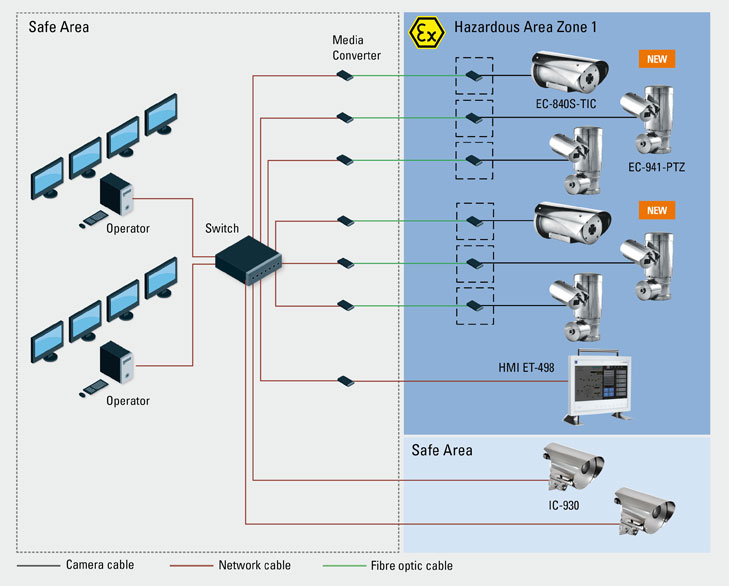 Safe Area
Media
Converter
Ex
Hazardous Area Zone 1
NEW
EC-840S-TIC
EC-941-PTZ
Operator
Switch
NEW
HMI ET-498
Operator
Safe Area
IC-930
Camera cable
Network cable
Fibre optic cable